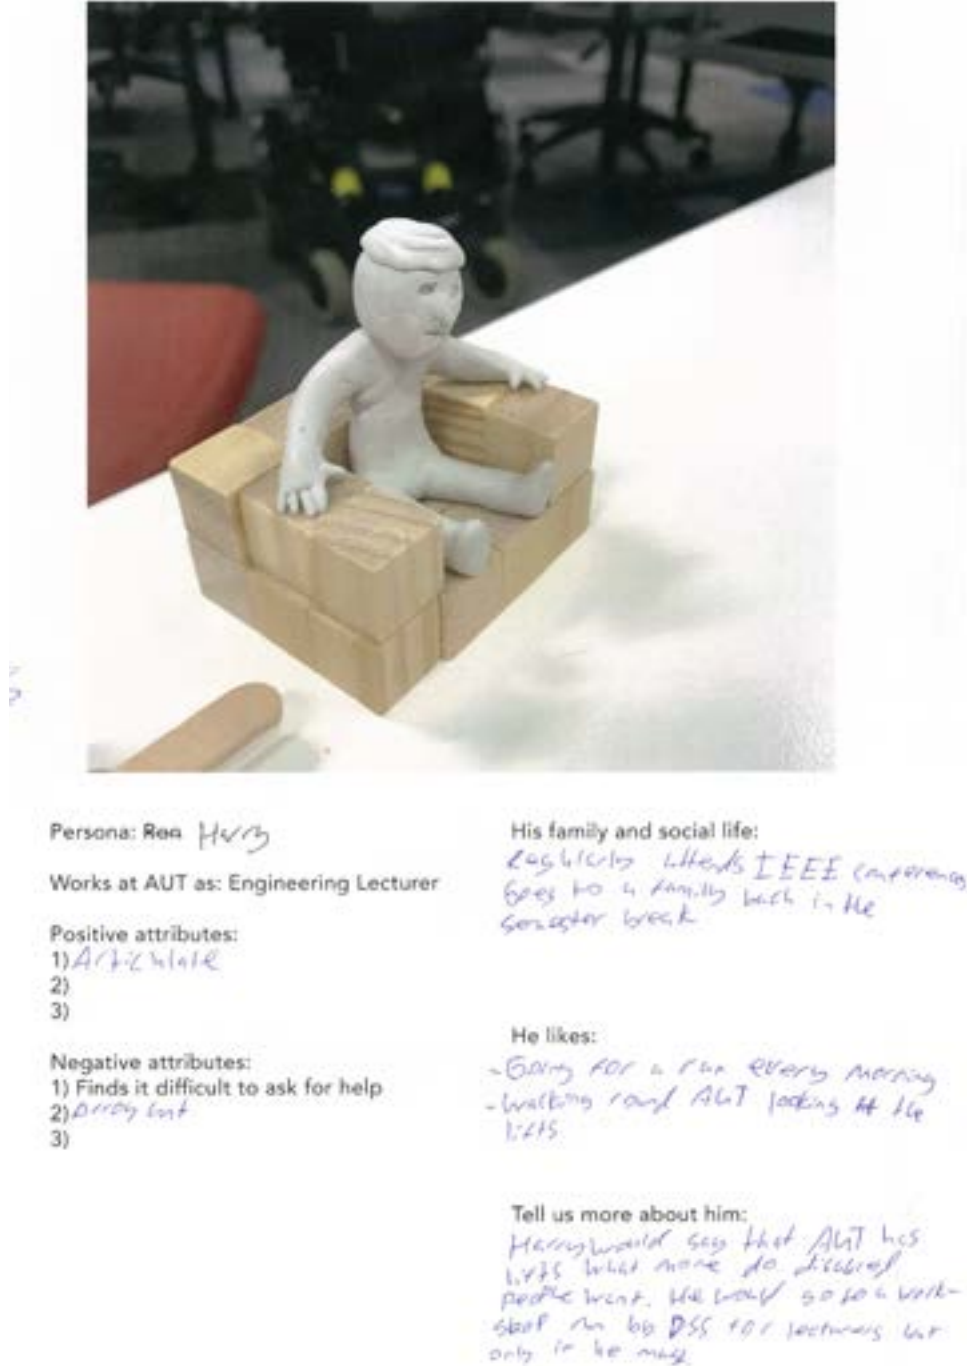 Persona: Ron Harry
Works at AUT as: Engineering Lecturer
Positive attributes:
1) Articulate
2)
3)
Negative attributes:
1) Finds it difficult to ask for help
2) Arrogant
3)
His family and social life:
Regularly attends IEEE conferences
Goes to a family bach in the
semester break
He likes:
- Going for a run every morning
- Walking round AUT looking at the
lifts
Tell us more about him:
Harry would say that AUT has
lifts what more do disabled
people want. He would go to a work-
shop run by DSS for lecturers but
only if he must